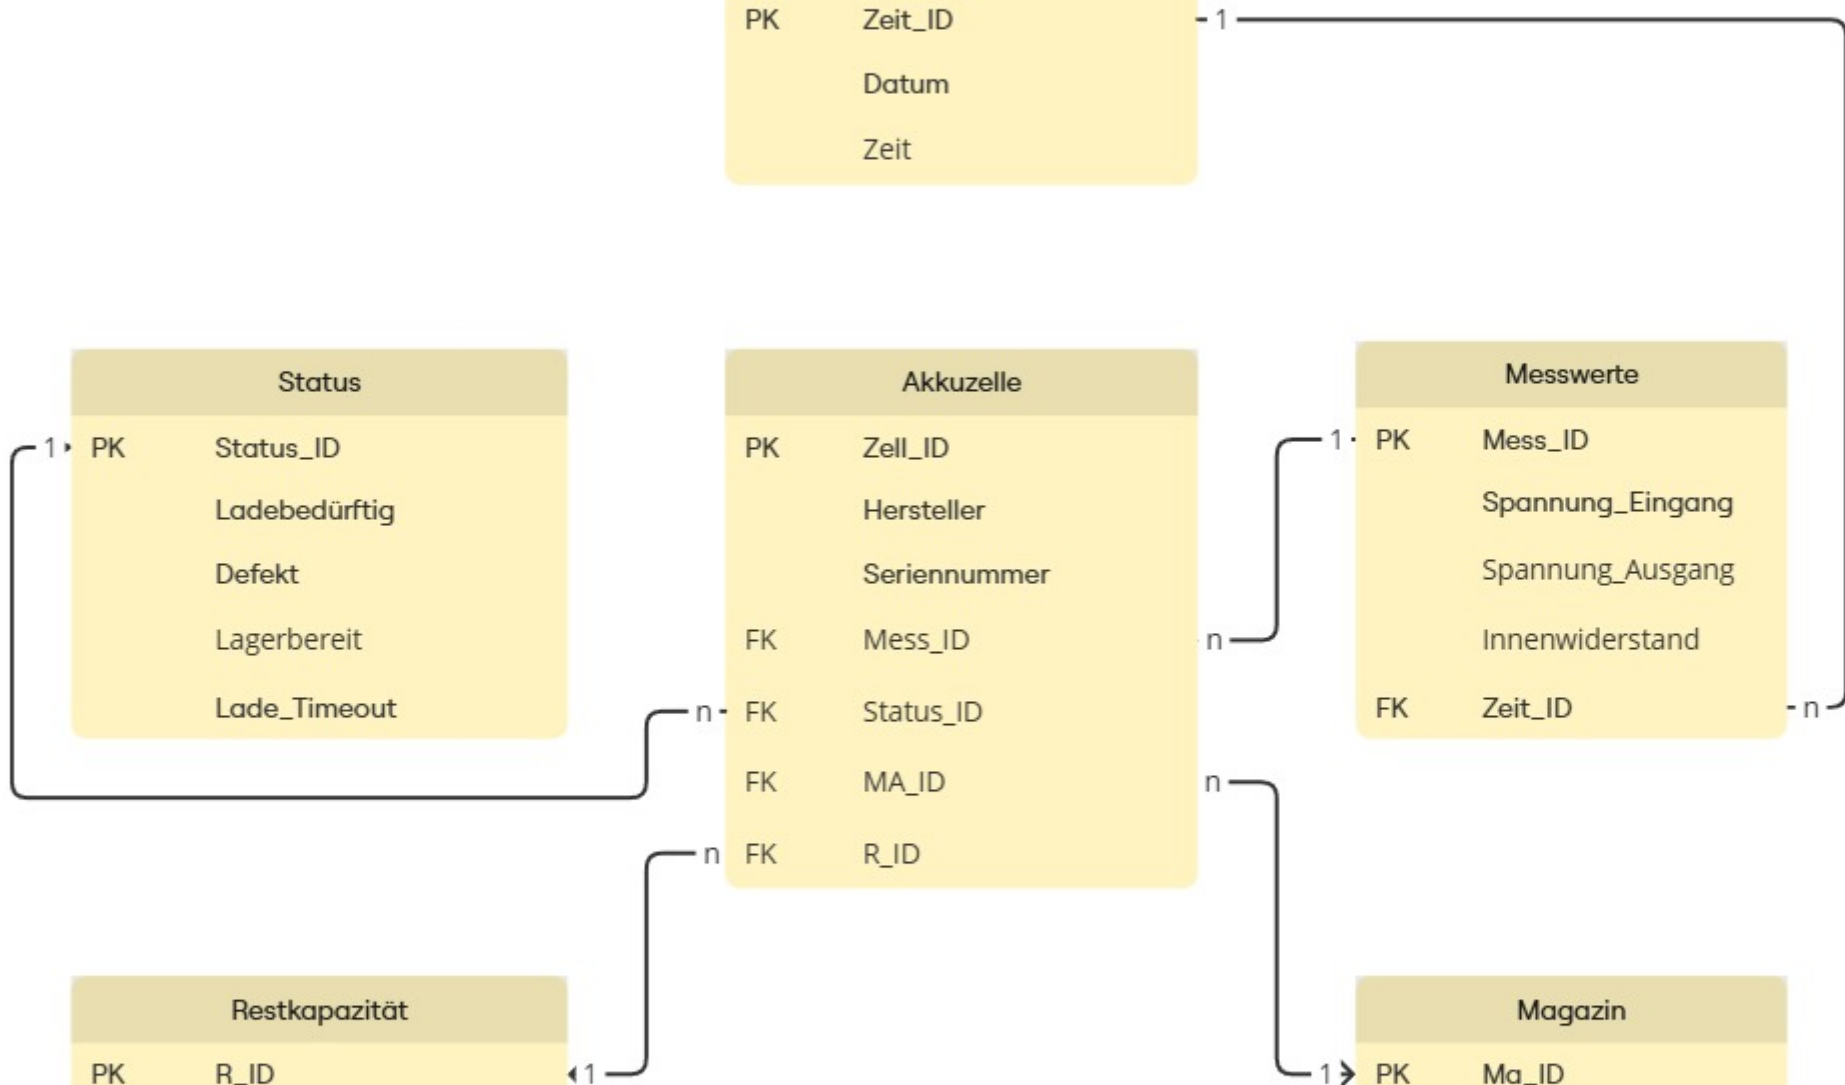 PK Zeit_ID 1
Datum
Zeit
Status
1 PK Status_ID
Ladebedürftig
Defekt
Lagerbereit
Lade_Timeout
Akkuzelle
PK Zell_ID
Hersteller
Seriennummer
FK Mess_ID n
n FK Status_ID
FK MA_ID n
n FK R_ID
Messwerte
1 PK Mess_ID
Spannung_Eingang
Spannung_Ausgang
Innenwiderstand
FK Zeit_ID n
Restkapazität
PK R_ID 1
Magazin
1 PK Ma_ID